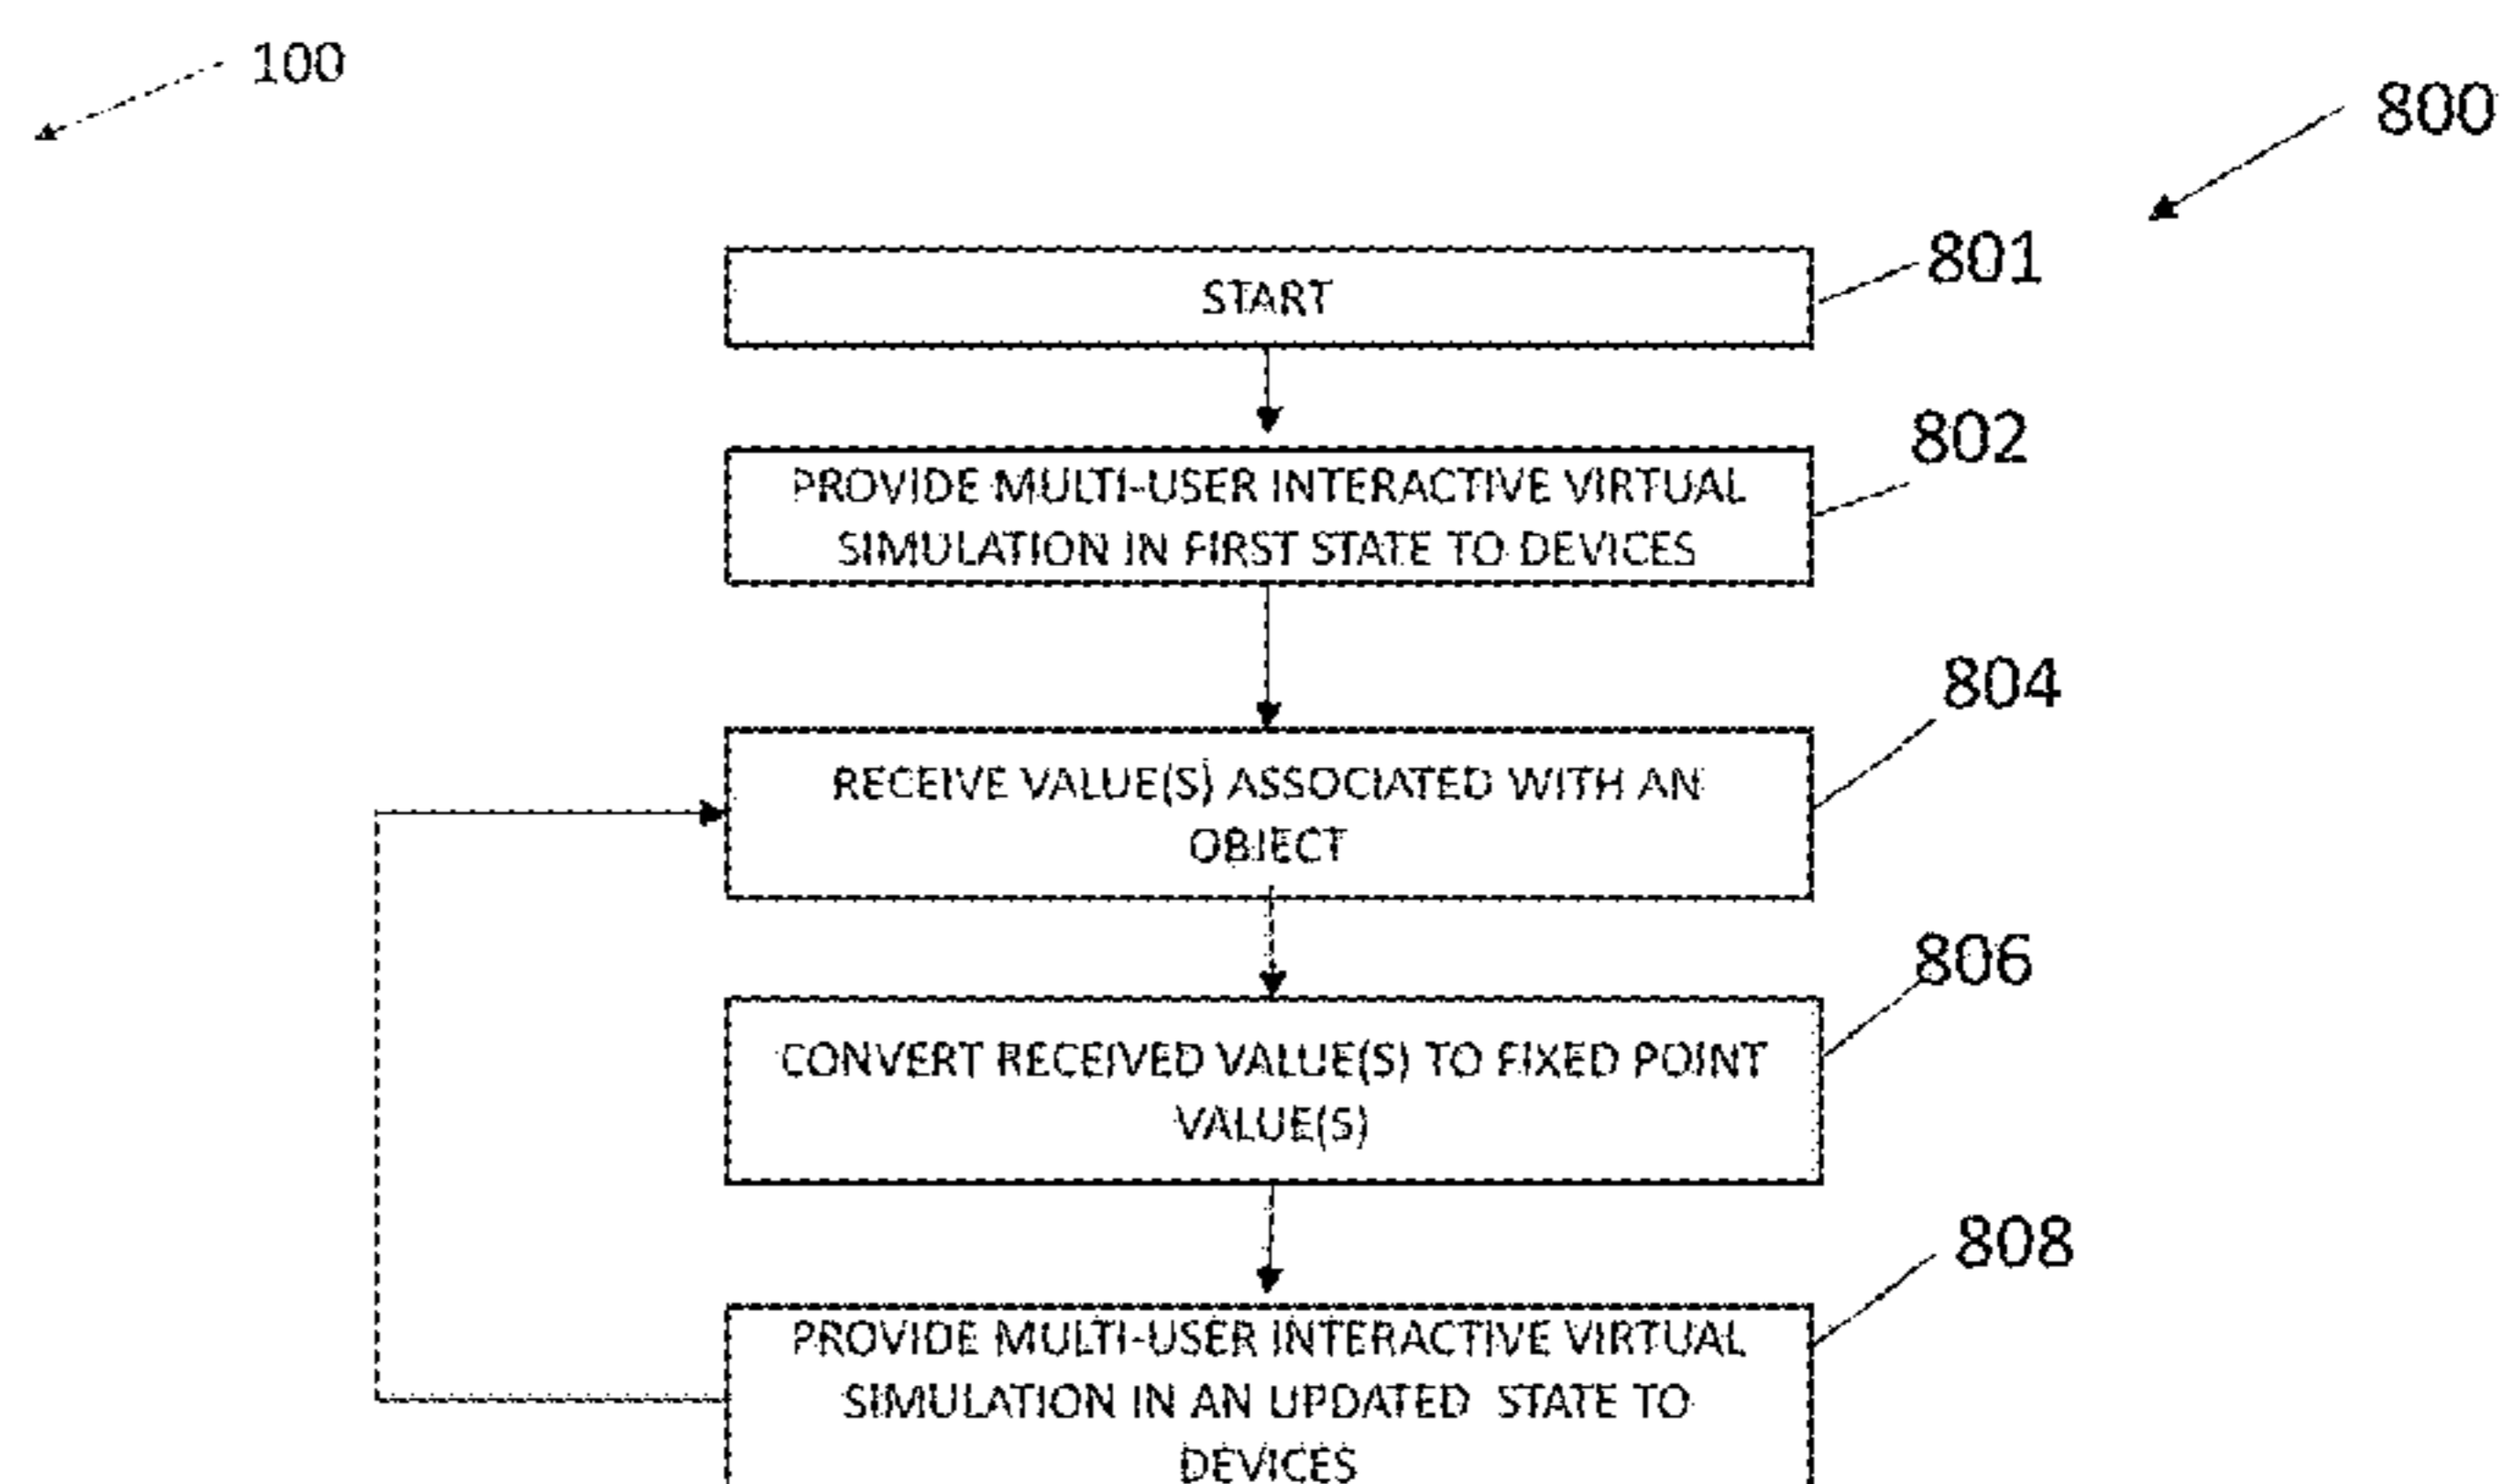 100
800
START
801
PROVIDE MULTI-USER INTERACTIVE VIRTUAL
SIMULATION IN FIRST STATE TO DEVICES
802
RECEIVE VALUE(S) ASSOCIATED WITH AN
OBJECT
804
CONVERT RECEIVED VALUE(S) TO FIXED POINT
VALUE(S)
806
PROVIDE MULTI-USER INTERACTIVE VIRTUAL
SIMULATION IN AN UPDATED STATE TO
DEVICES
808